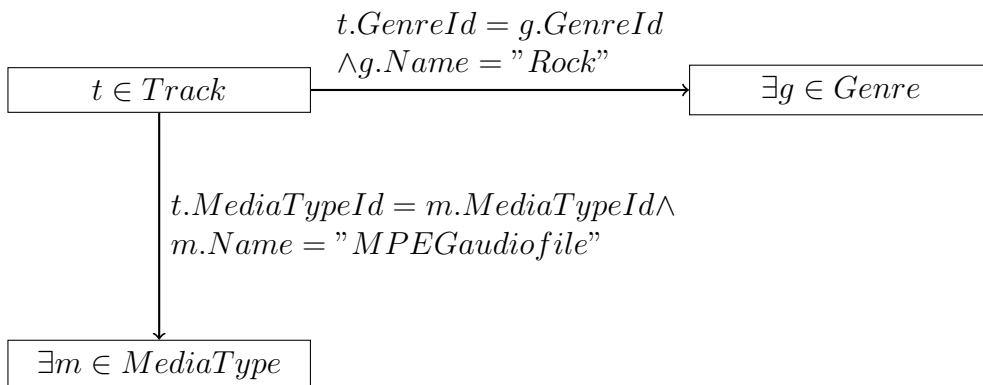 t.GenreId = g.GenreId
∧g.Name = ”Rock”
t ∈ Track
∃g ∈ Genre
t.MediaTypeId = m.MediaTypeId∧
m.Name = ”MPEGaudiofile”
∃m ∈ MediaType